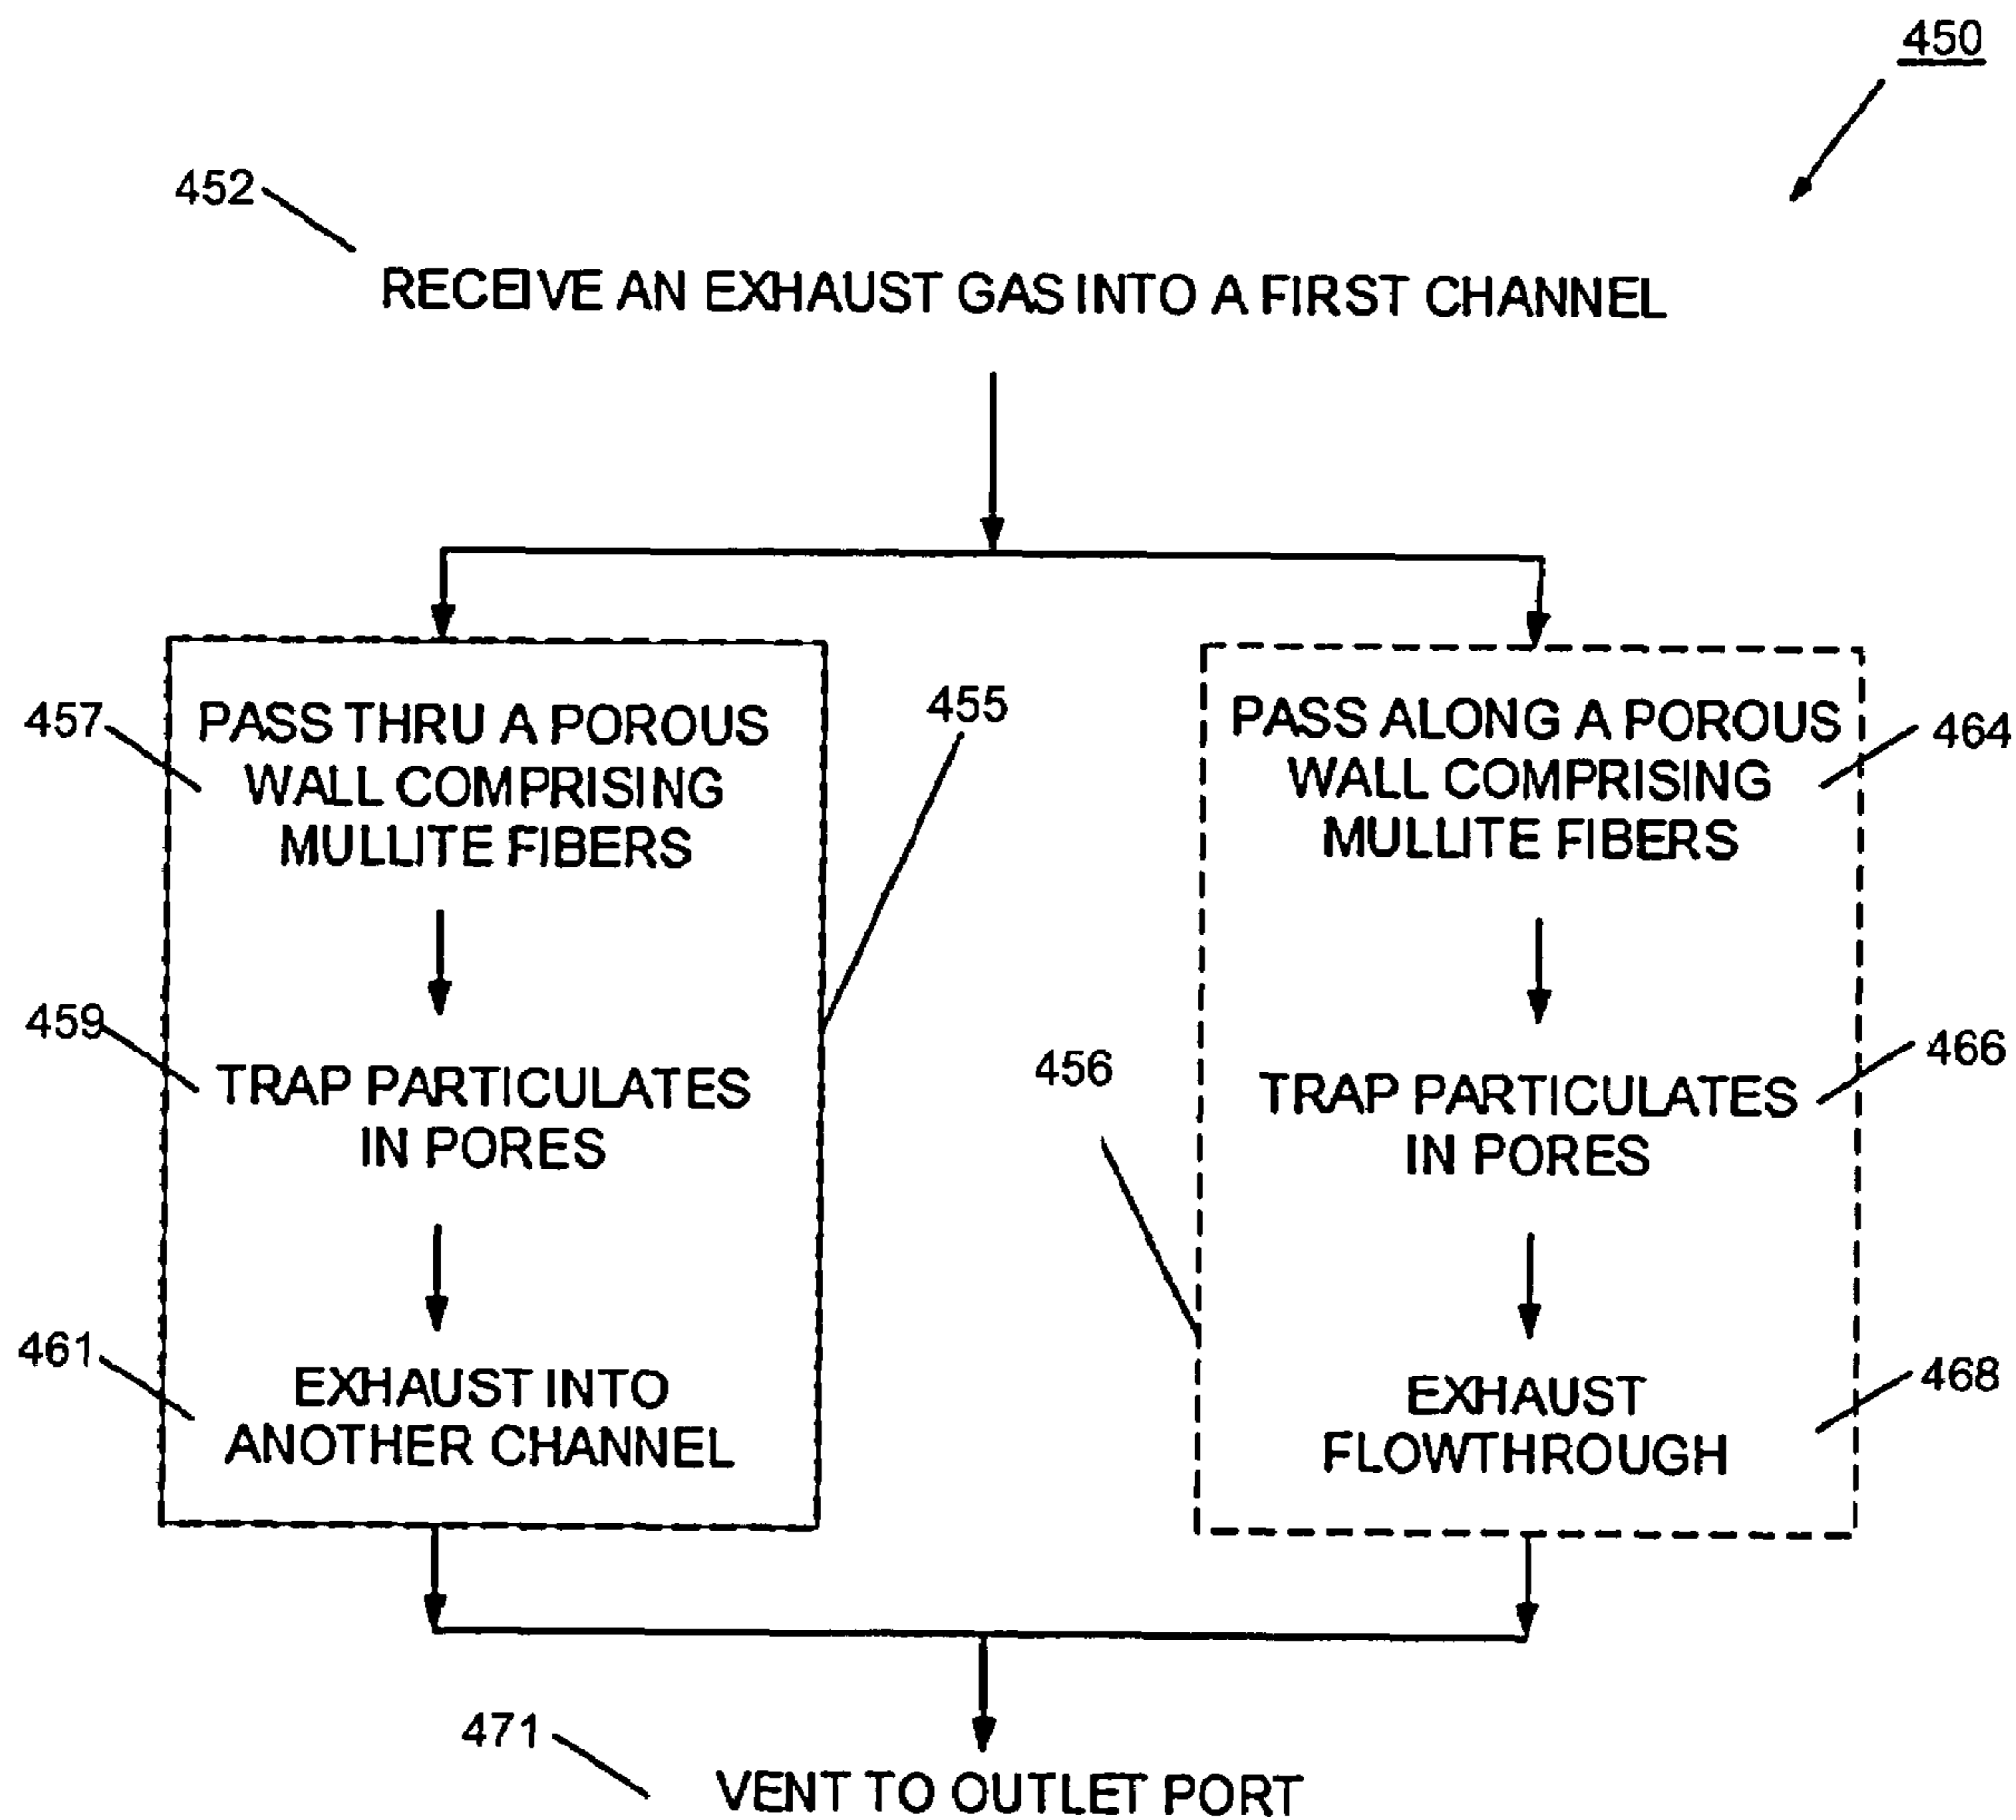 450
452
RECEIVE AN EXHAUST GAS INTO A FIRST CHANNEL
457
PASS THRU A POROUS
WALL COMPRISING
MULLITE FIBERS
455
459
TRAP PARTICULATES
IN PORES
461
EXHAUST INTO
ANOTHER CHANNEL
PASS ALONG A POROUS
WALL COMPRISING
MULLITE FIBERS
464
456
TRAP PARTICULATES
IN PORES
466
EXHAUST
FLOWTHROUGH
468
471
VENT TO OUTLET PORT